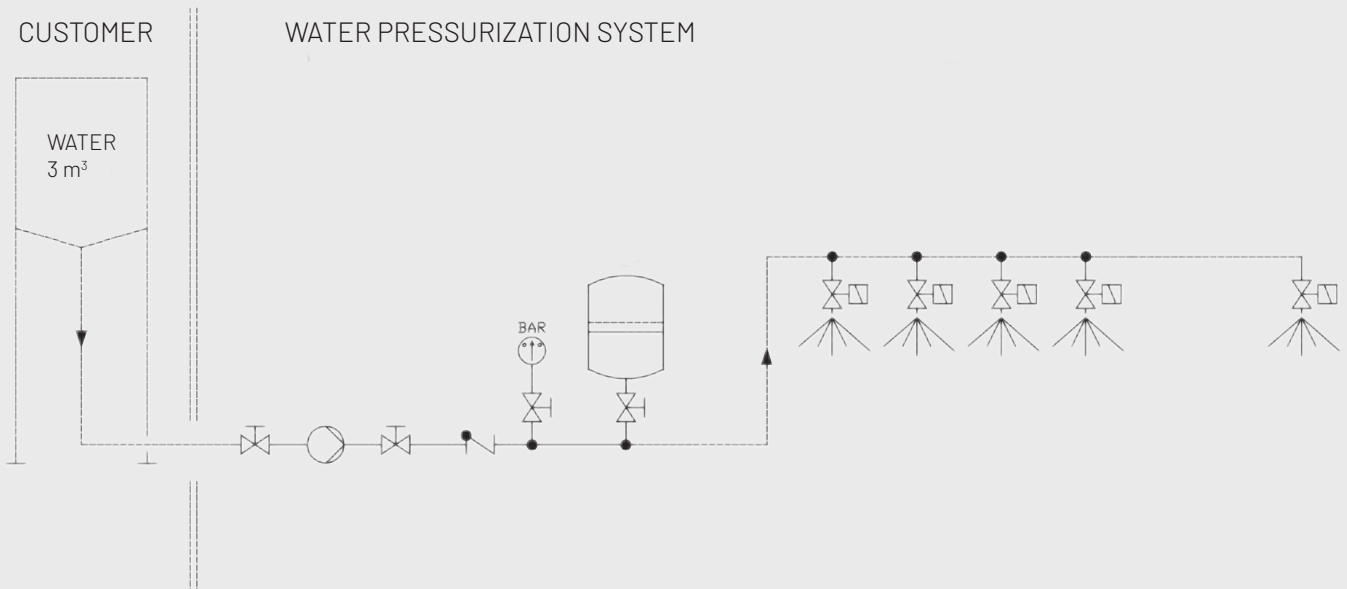 CUSTOMER
WATER PRESSURIZATION SYSTEM
WATER
3 m³
BAR